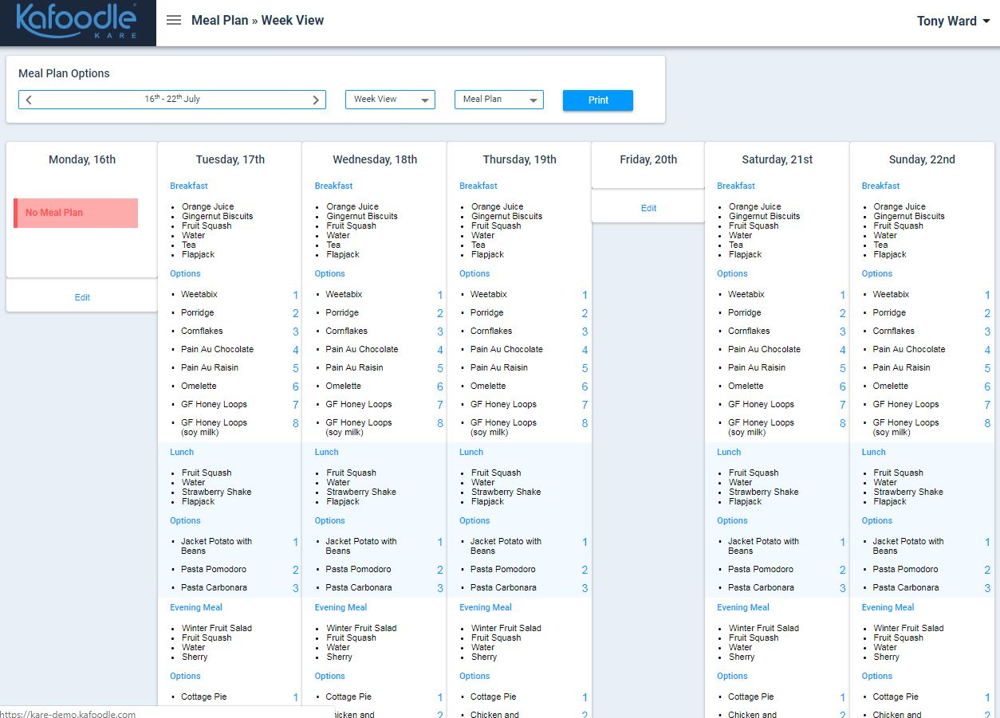 Kafoodle
KARE
Meal Plan » Week View
Tony Ward
Meal Plan Options
16th - 22th July
Week View
Meal Plan
Print
Monday, 16th
No Meal Plan
Edit
Tuesday, 17th
Breakfast
Orange Juice
Gingernut Biscuits
Fruit Squash
Water
Tea
Flapjack
Options
Weetabix 1
Porridge 2
Cornflakes 3
Pain Au Chocolate 4
Pain Au Raisin 5
Omelette 6
GF Honey Loops 7
GF Honey Loops 8
(soy milk)
Lunch
Fruit Squash
Water
Strawberry Shake
Flapjack
Options
Jacket Potato with 1
Beans
Pasta Pomodoro 2
Pasta Carbonara 3
Evening Meal
Winter Fruit Salad
Fruit Squash
Water
Sherry
Options
Cottage Pie 1
Wednesday, 18th
Breakfast
Orange Juice
Gingernut Biscuits
Fruit Squash
Water
Tea
Flapjack
Options
Weetabix 1
Porridge 2
Cornflakes 3
Pain Au Chocolate 4
Pain Au Raisin 5
Omelette 6
GF Honey Loops 7
GF Honey Loops 8
(soy milk)
Lunch
Fruit Squash
Water
Strawberry Shake
Flapjack
Options
Jacket Potato with 1
Beans
Pasta Pomodoro 2
Pasta Carbonara 3
Evening Meal
Winter Fruit Salad
Fruit Squash
Water
Sherry
Options
Cottage Pie 1
hicken and 2
Thursday, 19th
Breakfast
Orange Juice
Gingernut Biscuits
Fruit Squash
Water
Tea
Flapjack
Options
Weetabix 1
Porridge 2
Cornflakes 3
Pain Au Chocolate 4
Pain Au Raisin 5
Omelette 6
GF Honey Loops 7
GF Honey Loops 8
(soy milk)
Lunch
Fruit Squash
Water
Strawberry Shake
Flapjack
Options
Jacket Potato with 1
Beans
Pasta Pomodoro 2
Pasta Carbonara 3
Evening Meal
Winter Fruit Salad
Fruit Squash
Water
Sherry
Options
Cottage Pie 1
Chicken and 2
Friday, 20th
Edit
Saturday, 21st
Breakfast
Orange Juice
Gingernut Biscuits
Fruit Squash
Water
Tea
Flapjack
Options
Weetabix 1
Porridge 2
Cornflakes 3
Pain Au Chocolate 4
Pain Au Raisin 5
Omelette 6
GF Honey Loops 7
GF Honey Loops 8
(soy milk)
Lunch
Fruit Squash
Water
Strawberry Shake
Flapjack
Options
Jacket Potato with 1
Beans
Pasta Pomodoro 2
Pasta Carbonara 3
Evening Meal
Winter Fruit Salad
Fruit Squash
Water
Sherry
Options
Cottage Pie 1
Chicken and 2
Sunday, 22nd
Breakfast
Orange Juice
Gingernut Biscuits
Fruit Squash
Water
Tea
Flapjack
Options
Weetabix 1
Porridge 2
Cornflakes 3
Pain Au Chocolate 4
Pain Au Raisin 5
Omelette 6
GF Honey Loops 7
GF Honey Loops 8
(soy milk)
Lunch
Fruit Squash
Water
Strawberry Shake
Flapjack
Options
Jacket Potato with 1
Beans
Pasta Pomodoro 2
Pasta Carbonara 3
Evening Meal
Winter Fruit Salad
Fruit Squash
Water
Sherry
Options
Cottage Pie 1
Chicken and 2
https://kare-demo.kafoodle.com